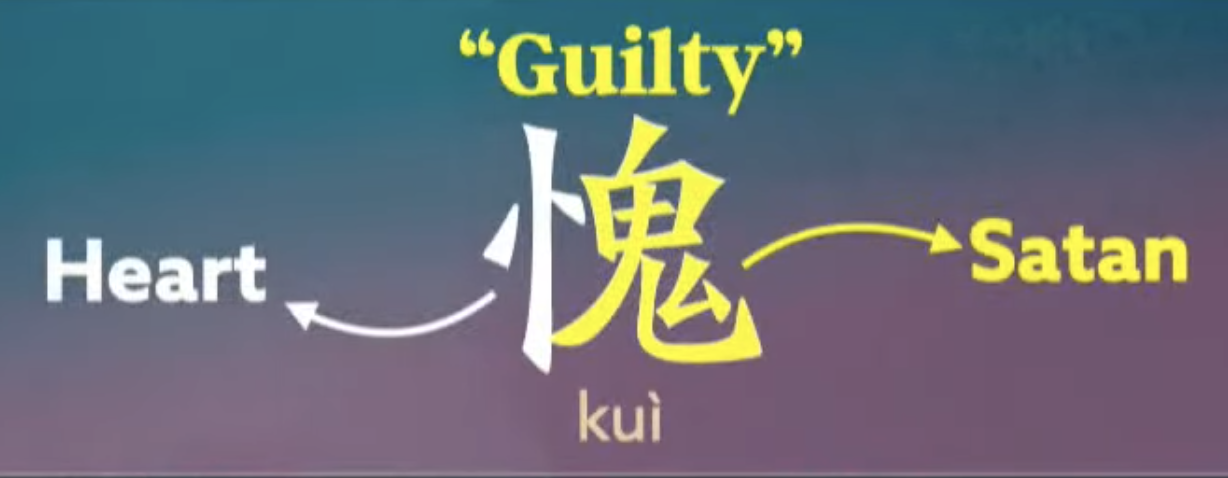 “Guilty”
愧
Heart
Satan
kuì